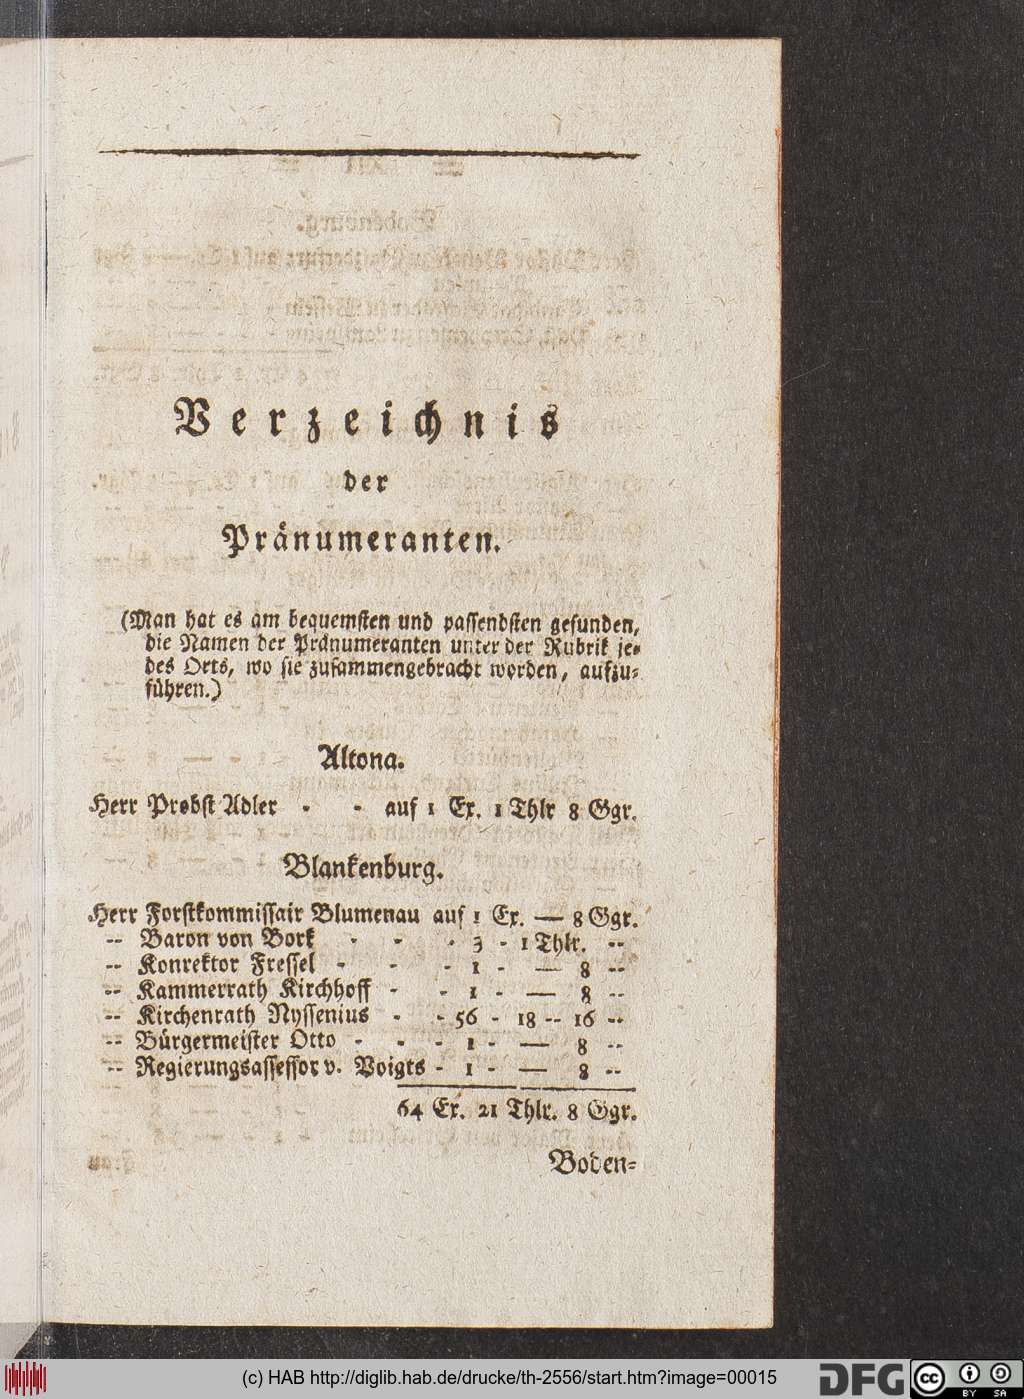 Verzeichnis
der
Pränumeranten.
(Man hat es am bequemsten und passendsten gefunden,
die Namen der Pränumeranten unter der Rubrik je-
des Orts, wo sie zusammengebracht worden, aufzu-
führen.)
Altona.
Herr Probst Adler - - auf 1 Ex. 1 Thlr 8 Ggr.
Blankenburg.
Herr Forstkommissair Blumenau auf 1 Ex. — 8 Ggr.
-- Baron von Bork - - - 3 - 1 Thlr. --
-- Konrektor Fressel - - - 1 - — 8 --
-- Kammerrath Kirchhoff - - 1 - — 8 --
-- Kirchenrath Nyssenius - - 56 - 18 -- 16 --
-- Bürgermeister Otto - - - 1 - — 8 --
-- Regierungsassessor v. Voigts - 1 - — 8 --
64 Ex. 21 Thlr. 8 Ggr.
Boden-
(c) HAB http://diglib.hab.de/drucke/th-2556/start.htm?image=00015
DFG
cc BY SA